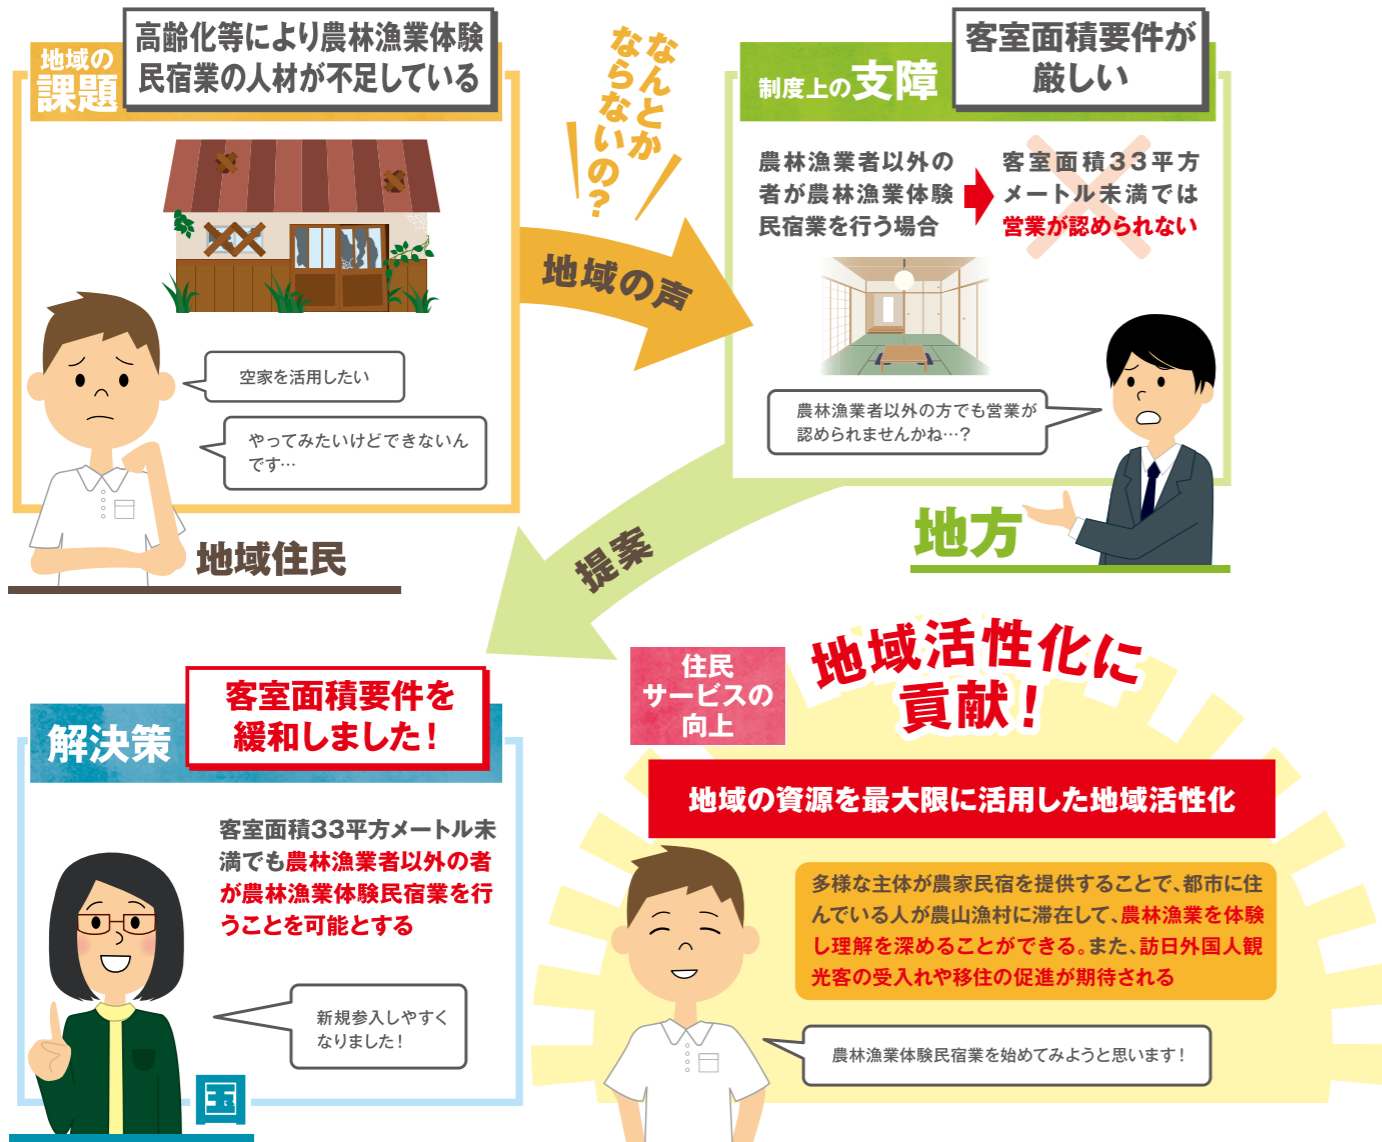 地域の
課題
高齢化等により農林漁業体験
民宿業の人材が不足している
空家を活用したい
やってみたいけどできないん
です…
地域住民
なんとか
ならないの？
地域の声
制度上の支障
客室面積要件が
厳しい
農林漁業者以外の
者が農林漁業体験
民宿業を行う場合
客室面積33平方
メートル未満では
営業が認められない
農林漁業者以外の方でも営業が
認められませんかね…？
地方
提案
解決策
客室面積要件を
緩和しました！
客室面積33平方メートル未
満でも農林漁業者以外の者
が農林漁業体験民宿業を行
うことを可能とする
新規参入しやすく
なりました！
国
住民
サービスの
向上
地域活性化に
貢献！
地域の資源を最大限に活用した地域活性化
多様な主体が農家民宿を提供することで、都市に住
んでいる人が農山漁村に滞在して、農林漁業を体験
し理解を深めることができる。また、訪日外国人観
光客の受入れや移住の促進が期待される
農林漁業体験民宿業を始めてみようと思います！